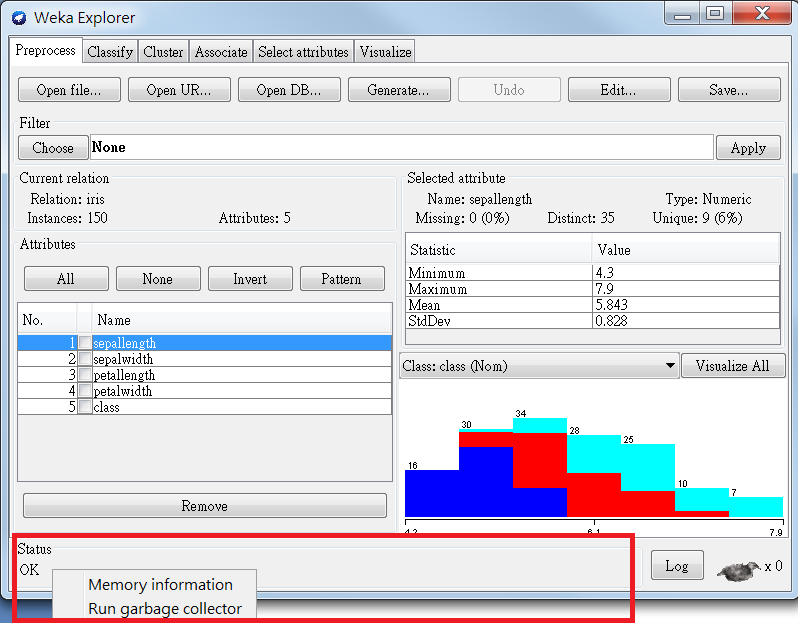 Weka Explorer
Preprocess Classify Cluster Associate Select attributes Visualize
Open file... Open UR... Open DB... Generate... Undo Edit... Save...
Filter
Choose None Apply
Current relation
Relation: iris
Instances: 150 Attributes: 5
Selected attribute
Name: sepallength Type: Numeric
Missing: 0 (0%) Distinct: 35 Unique: 9 (6%)
Attributes
All None Invert Pattern
No. Name
1 sepallength
2 sepalwidth
3 petallength
4 petalwidth
5 class
Remove
Statistic Value
Minimum 4.3
Maximum 7.9
Mean 5.843
StdDev 0.828
Class: class (Nom) Visualize All
16 30 34 28 25 10 7
4.3 6.1 7.9
Status
OK
Memory information
Run garbage collector
Log x 0